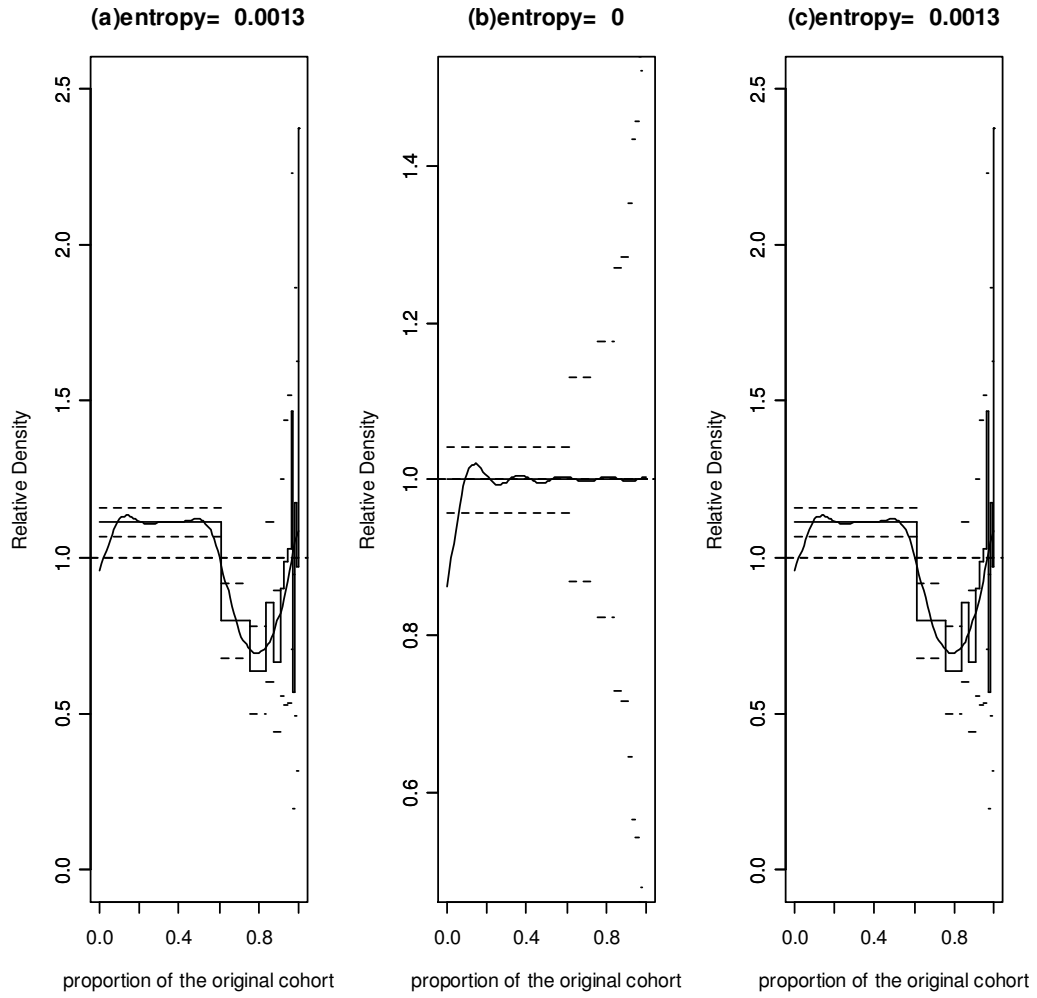 (a)entropy= 0.0013
Relative Density
2.5
2.0
1.5
1.0
0.5
0.0
0.0 0.4 0.8
proportion of the original cohort
(b)entropy= 0
Relative Density
1.4
1.2
1.0
0.8
0.6
0.0 0.4 0.8
proportion of the original cohort
(c)entropy= 0.0013
Relative Density
2.5
2.0
1.5
1.0
0.5
0.0
0.0 0.4 0.8
proportion of the original cohort